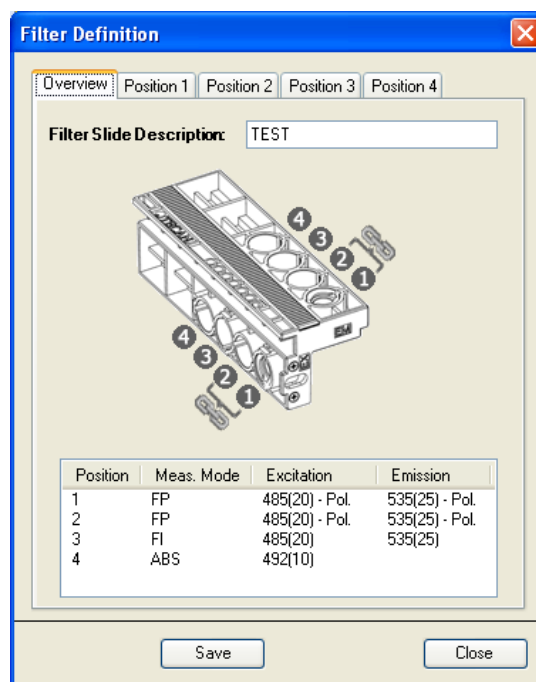 Filter Definition
Overview Position 1 Position 2 Position 3 Position 4
Filter Slide Description: TEST
4
3
2
1
TECAN
EM
4
3
2
1
Position Meas. Mode Excitation Emission
1 FP 485(20) - Pol. 535(25) - Pol.
2 FP 485(20) - Pol. 535(25) - Pol.
3 FI 485(20) 535(25)
4 ABS 492(10)
Save Close